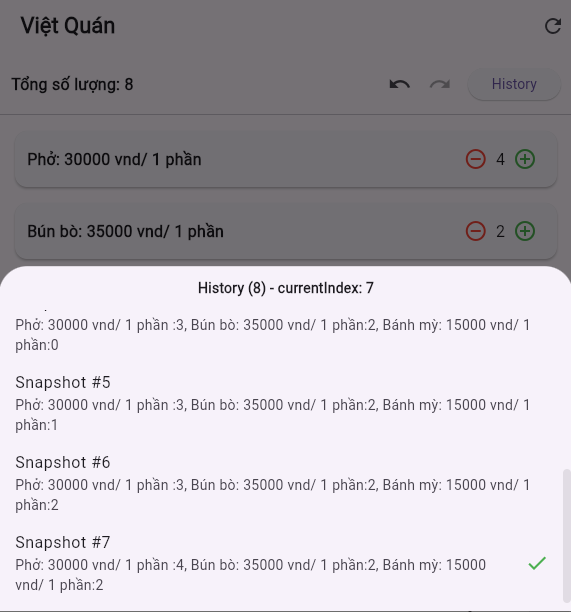 Việt Quán
Tổng số lượng: 8
History
Phở: 30000 vnd/ 1 phần
4
Bún bò: 35000 vnd/ 1 phần
2
History (8) - currentIndex: 7
Phở: 30000 vnd/ 1 phần :3, Bún bò: 35000 vnd/ 1 phần:2, Bánh mỳ: 15000 vnd/ 1
phần:0
Snapshot #5
Phở: 30000 vnd/ 1 phần :3, Bún bò: 35000 vnd/ 1 phần:2, Bánh mỳ: 15000 vnd/ 1
phần:1
Snapshot #6
Phở: 30000 vnd/ 1 phần :3, Bún bò: 35000 vnd/ 1 phần:2, Bánh mỳ: 15000 vnd/ 1
phần:2
Snapshot #7
Phở: 30000 vnd/ 1 phần :4, Bún bò: 35000 vnd/ 1 phần:2, Bánh mỳ: 15000
vnd/ 1 phần:2